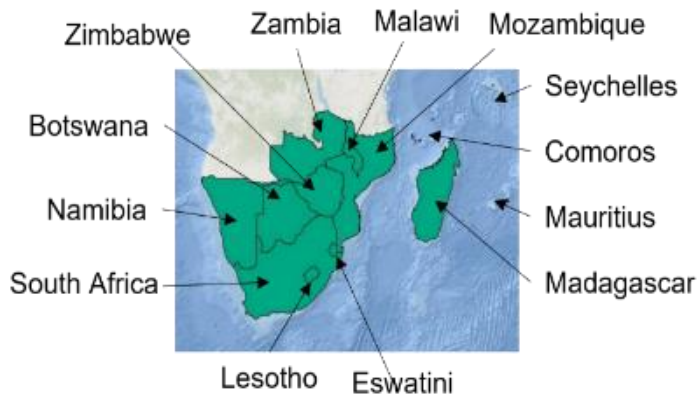 Zimbabwe
Zambia
Malawi
Mozambique
Seychelles
Botswana
Comoros
Namibia
Mauritius
South Africa
Madagascar
Lesotho
Eswatini